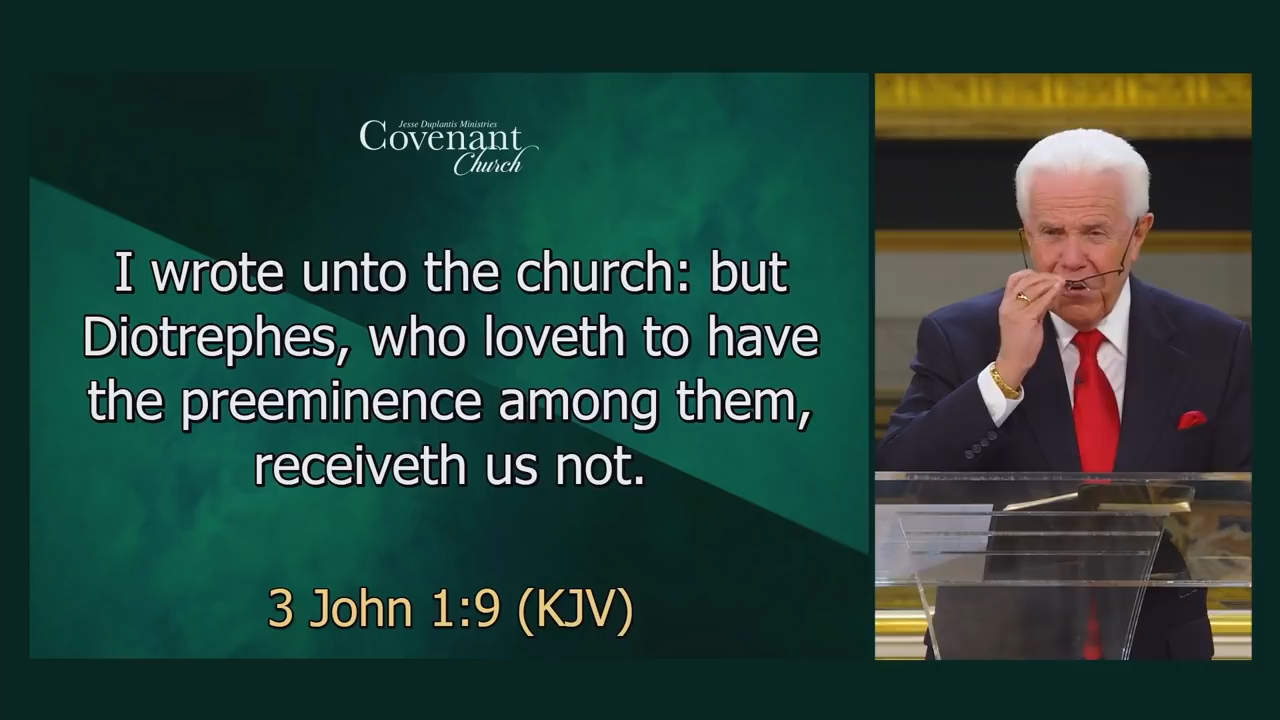 Jesse Duplantis Ministries
Covenant
Church
I wrote unto the church: but
Diotrephes, who loveth to have
the preeminence among them,
receiveth us not.
3 John 1:9 (KJV)